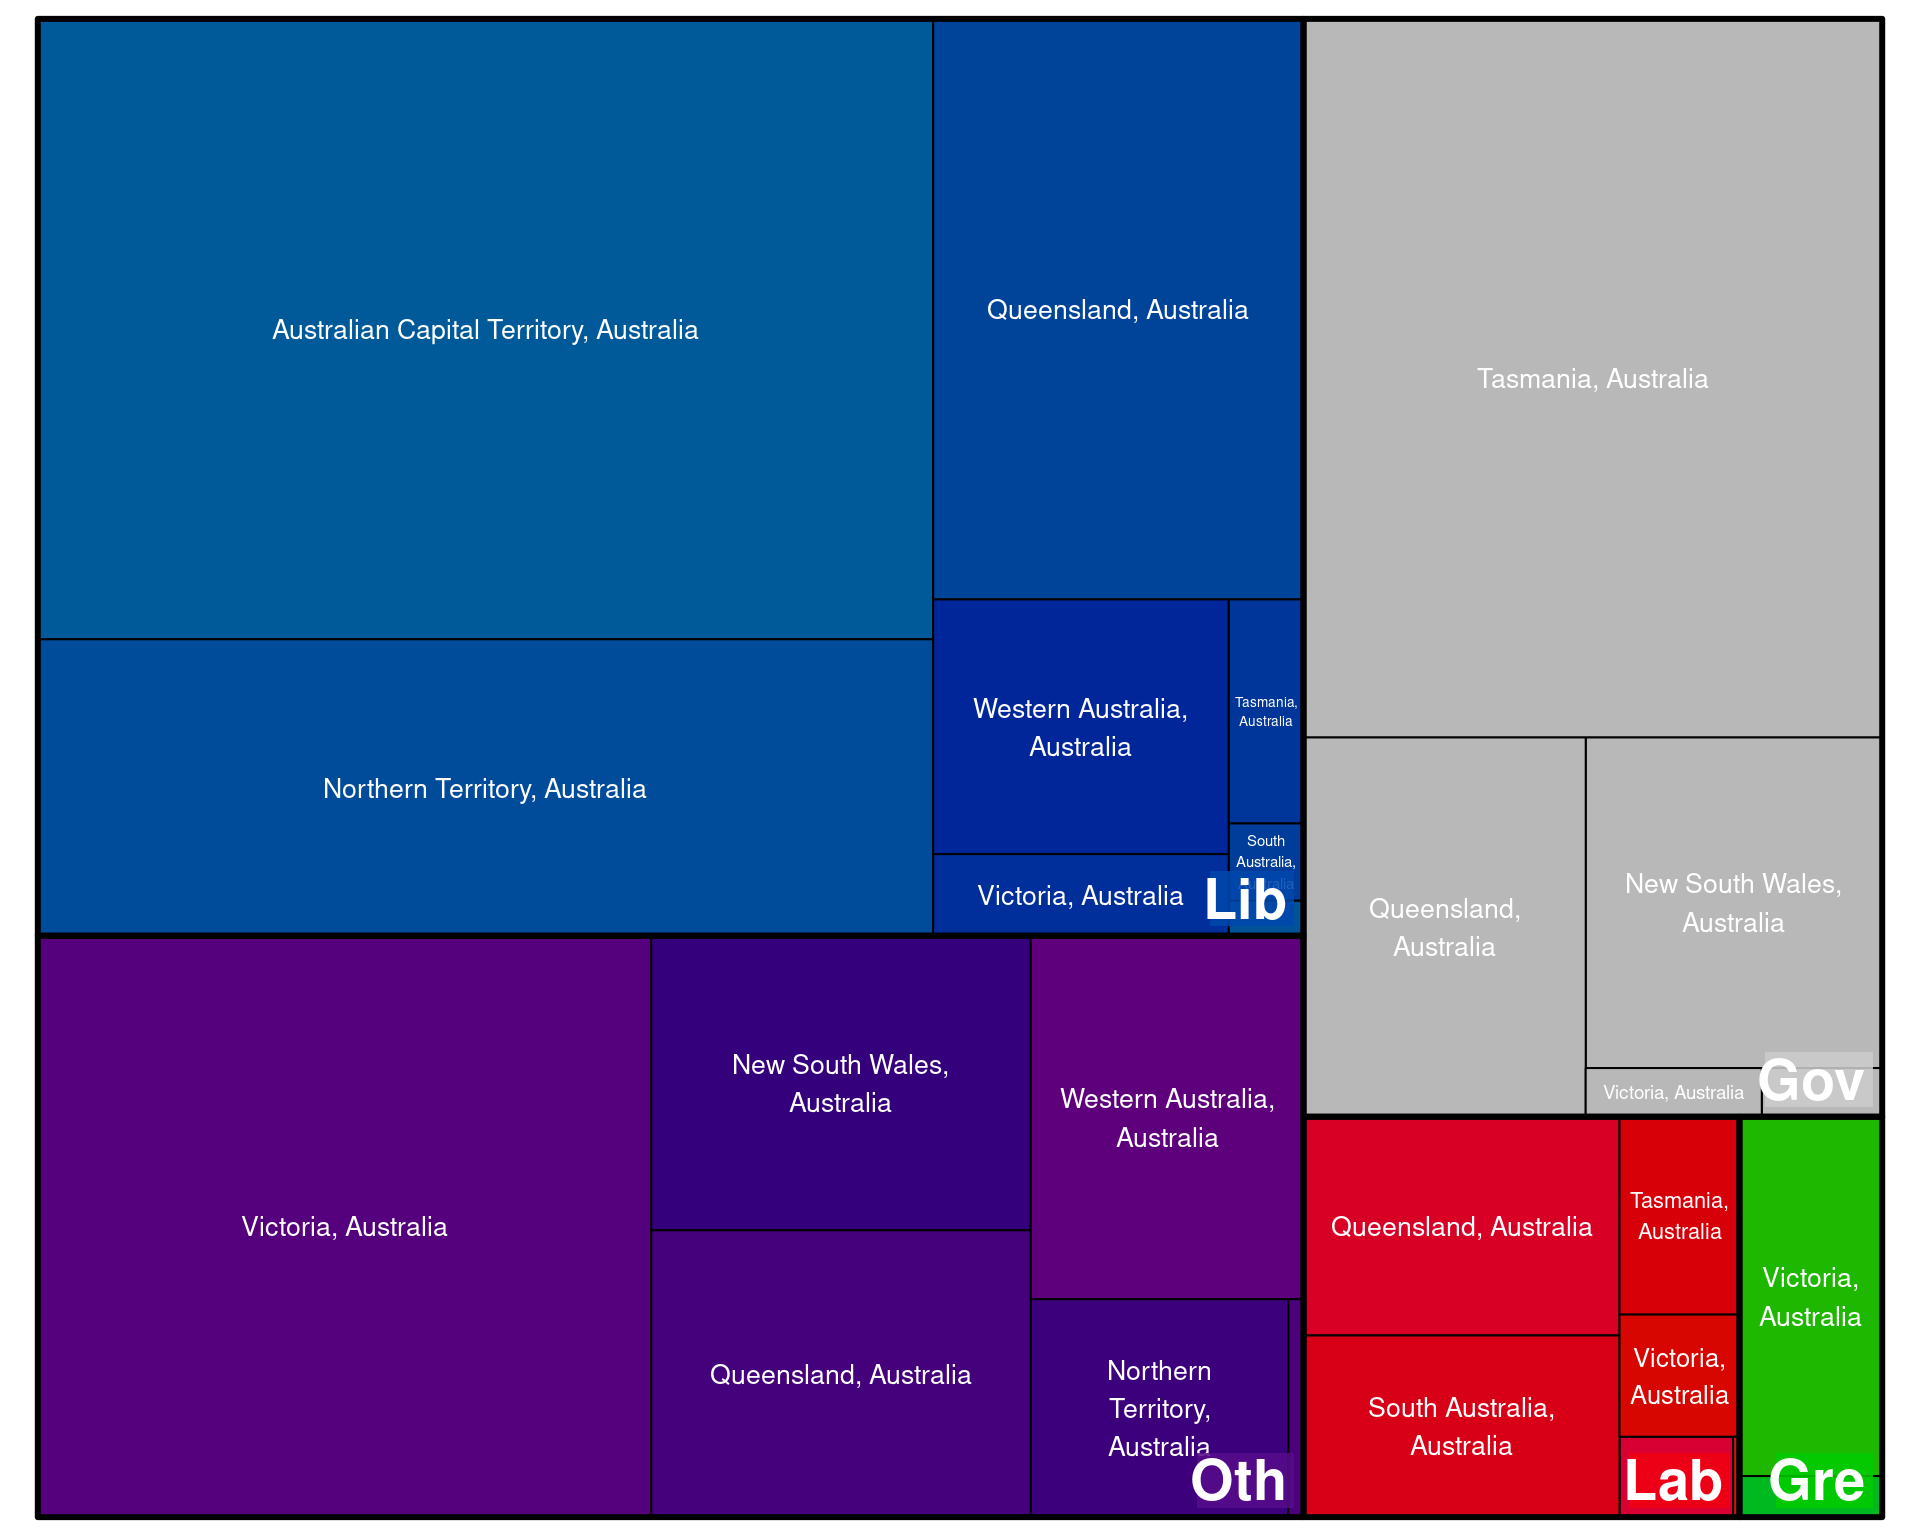 Australian Capital Territory, Australia
Northern Territory, Australia
Queensland, Australia
Western Australia,
Australia
Tasmania,
Australia
South
Australia,
Australia
Victoria, Australia
Lib
Tasmania, Australia
Queensland,
Australia
New South Wales,
Australia
Victoria, Australia
Gov
Victoria, Australia
New South Wales,
Australia
Queensland, Australia
Western Australia,
Australia
Northern
Territory,
Australia
Oth
Queensland, Australia
South Australia,
Australia
Tasmania,
Australia
Victoria,
Australia
Lab
Victoria,
Australia
Gre